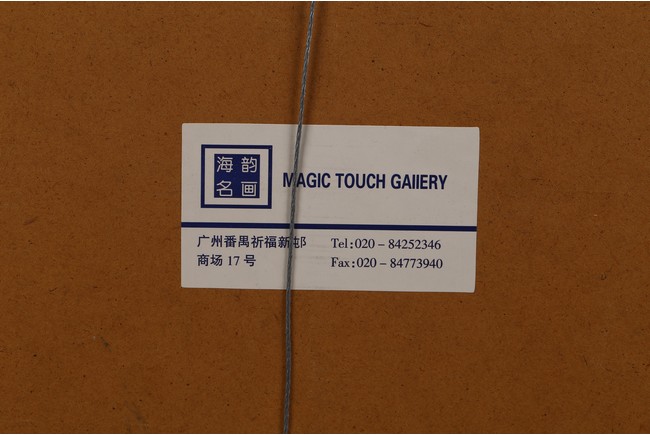 海韵
名画
MAGIC TOUCH GAllERY
广州番禺祈福新邨
商场 17 号
Tel:020－84252346
Fax:020－84773940